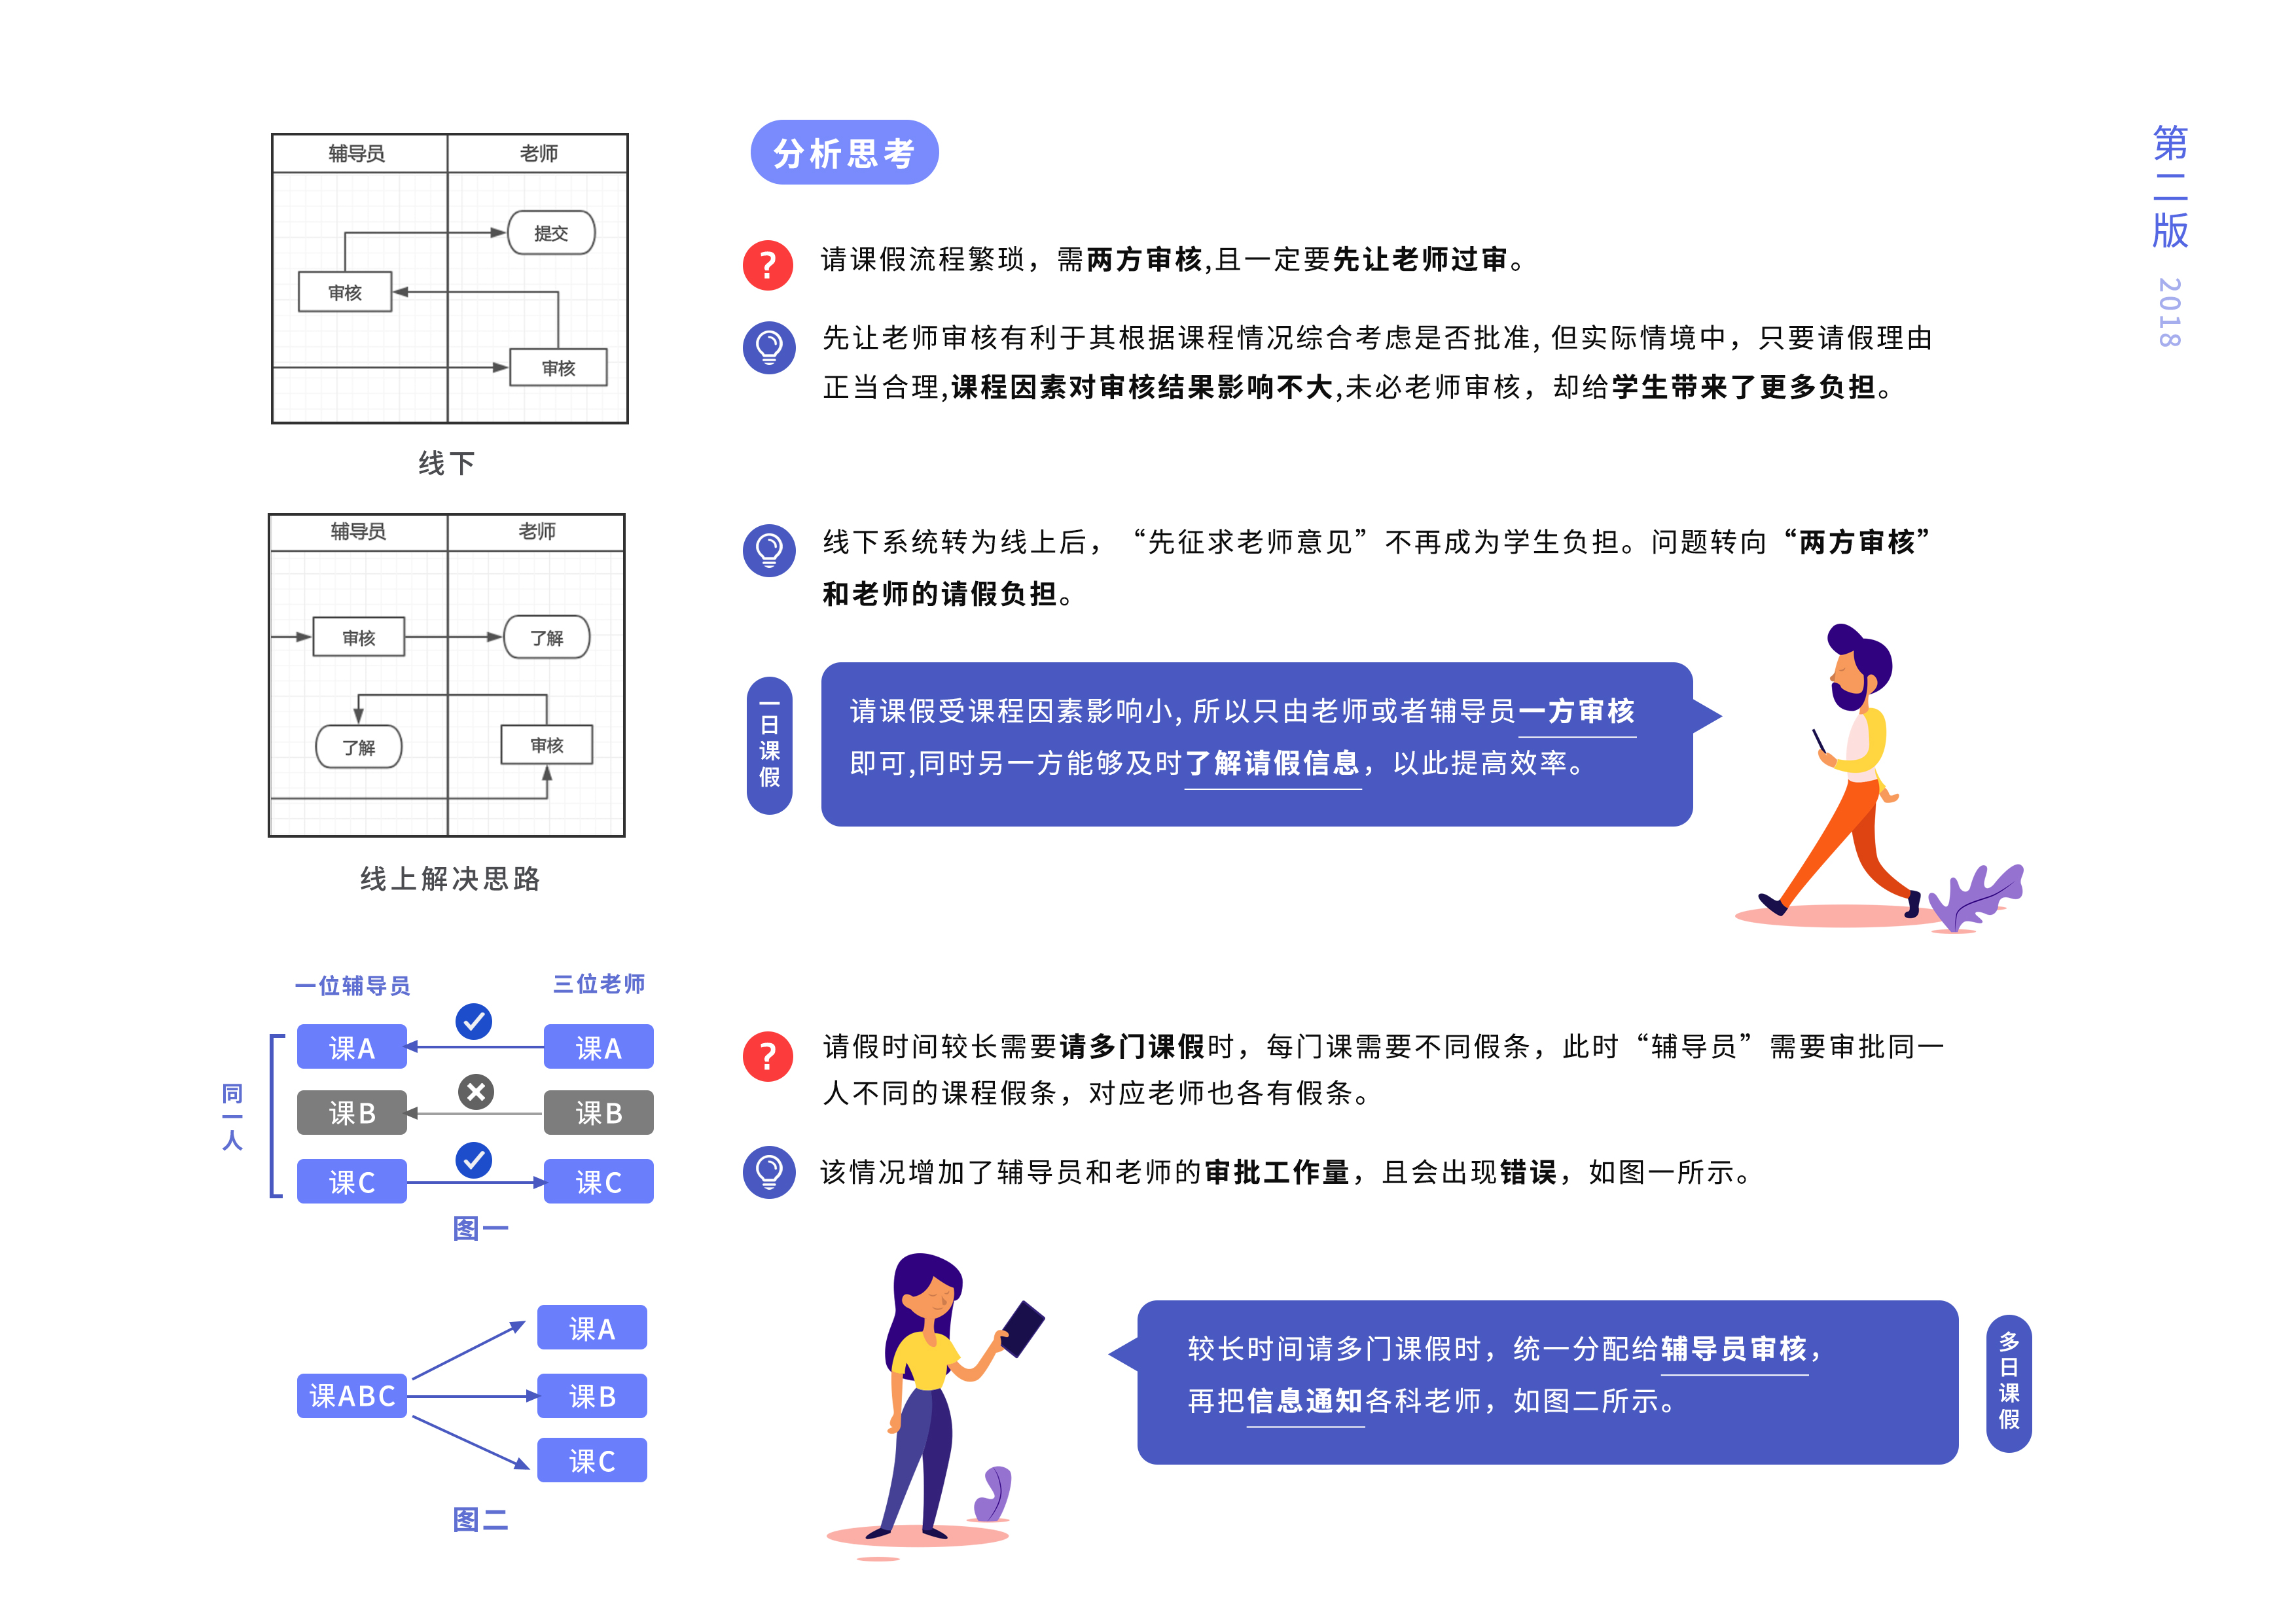 分析思考
第二版
2018
辅导员 老师
提交
审核
审核
线下
请课假流程繁琐，需两方审核,且一定要先让老师过审。
先让老师审核有利于其根据课程情况综合考虑是否批准, 但实际情境中，只要请假理由
正当合理,课程因素对审核结果影响不大,未必老师审核，却给学生带来了更多负担。
辅导员 老师
审核 了解
了解 审核
线上解决思路
线下系统转为线上后，“先征求老师意见”不再成为学生负担。问题转向“两方审核”
和老师的请假负担。
一日课假
请课假受课程因素影响小, 所以只由老师或者辅导员一方审核
即可,同时另一方能够及时了解请假信息，以此提高效率。
一位辅导员 三位老师
同一人
课A 课A
课B 课B
课C 课C
图一
请假时间较长需要请多门课假时，每门课需要不同假条，此时“辅导员”需要审批同一
人不同的课程假条，对应老师也各有假条。
该情况增加了辅导员和老师的审批工作量，且会出现错误，如图一所示。
课A
课ABC 课B
课C
图二
较长时间请多门课假时，统一分配给辅导员审核，
再把信息通知各科老师，如图二所示。
多日课假